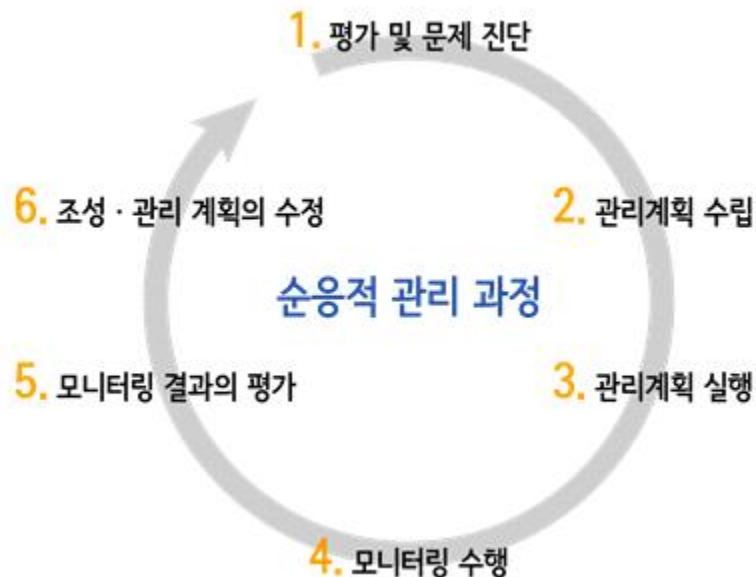 1. 평가 및 문제 진단
2. 관리계획 수립
3. 관리계획 실행
4. 모니터링 수행
5. 모니터링 결과의 평가
6. 조성 · 관리 계획의 수정
순응적 관리 과정